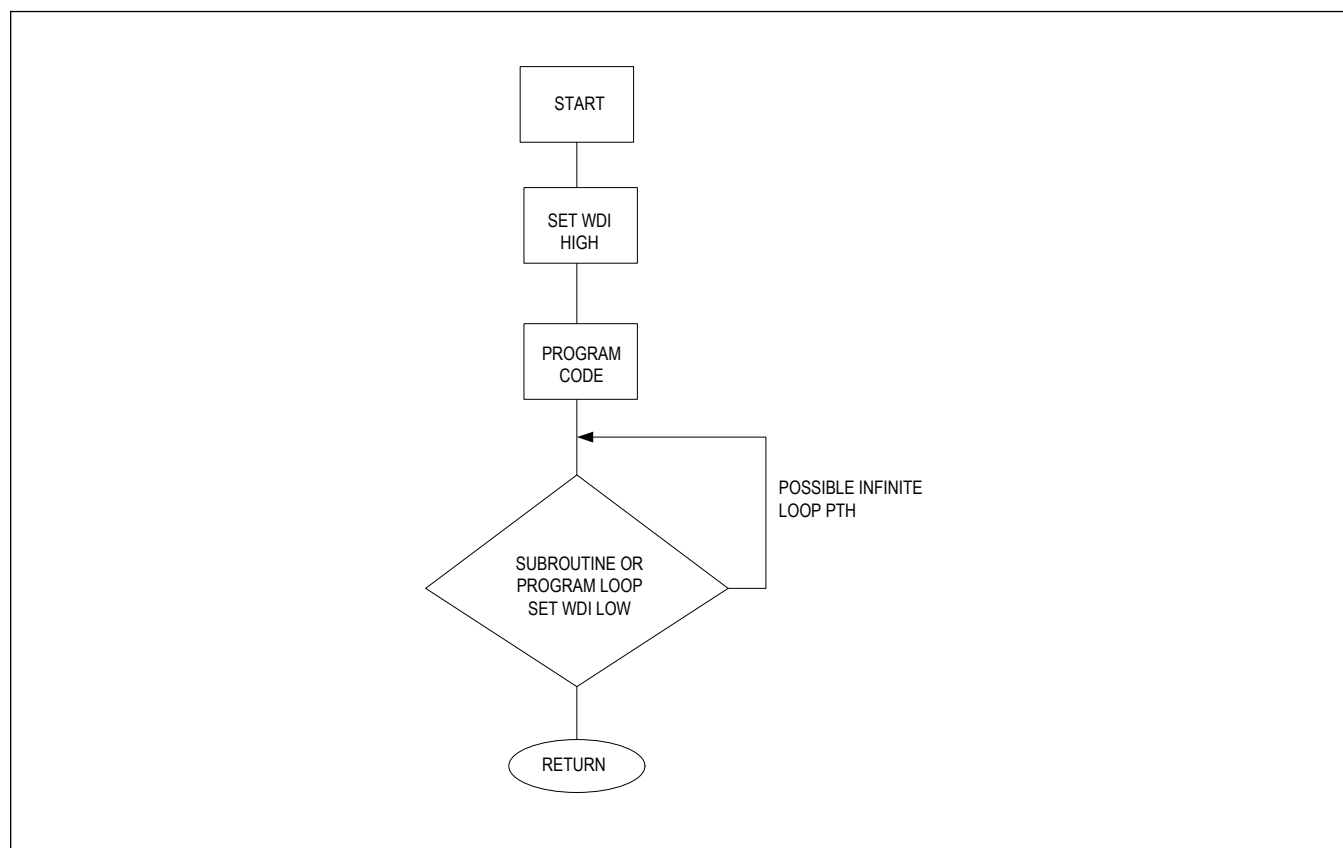 START
SET WDI
HIGH
PROGRAM
CODE
POSSIBLE INFINITE
LOOP PTH
SUBROUTINE OR
PROGRAM LOOP
SET WDI LOW
RETURN